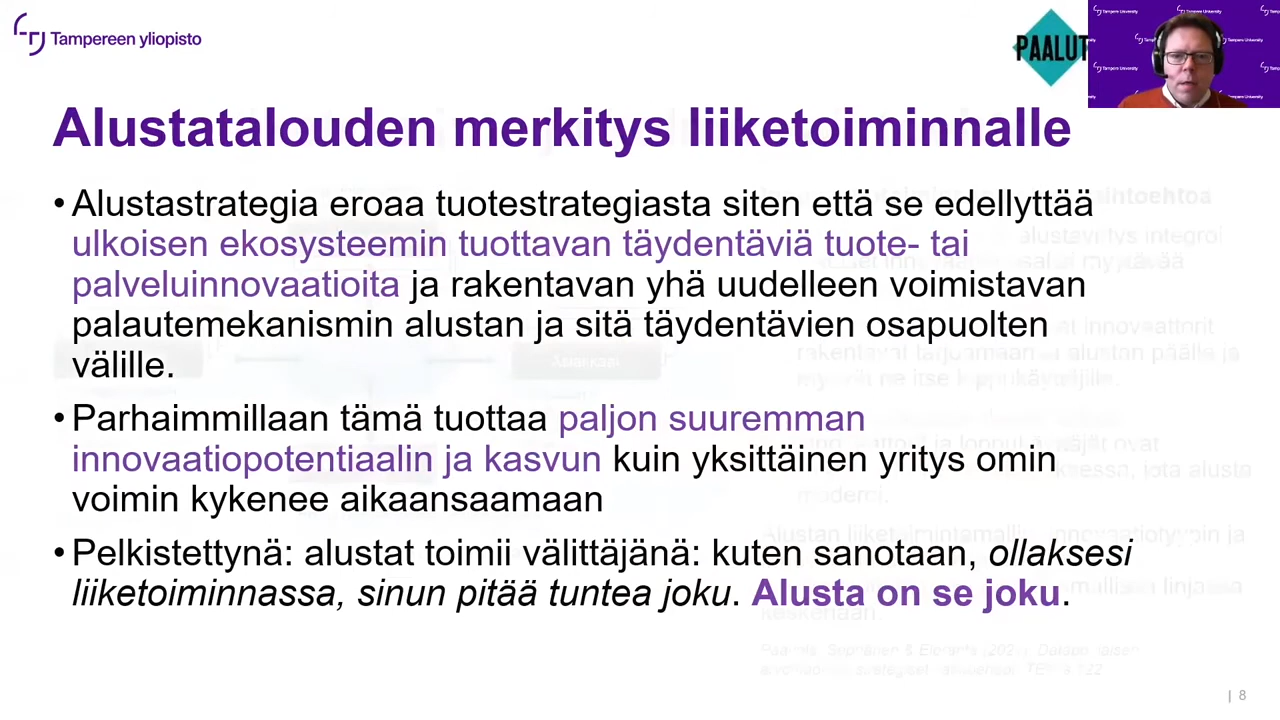 Tampereen yliopisto
PAALUT
Alustatalouden merkitys liiketoiminnalle
• Alustastrategia eroaa tuotestrategiasta siten että se edellyttää
ulkoisen ekosysteemin tuottavan täydentäviä tuote- tai
palveluinnovaatioita ja rakentavan yhä uudelleen voimistavan
palautemekanismin alustan ja sitä täydentävien osapuolten
välille.
• Parhaimmillaan tämä tuottaa paljon suuremman
innovaatiopotentiaalin ja kasvun kuin yksittäinen yritys omin
voimin kykenee aikaansaamaan
• Pelkistettynä: alustat toimii välittäjänä: kuten sanotaan, ollaksesi
liiketoiminnassa, sinun pitää tuntea joku. Alusta on se joku.
| 8